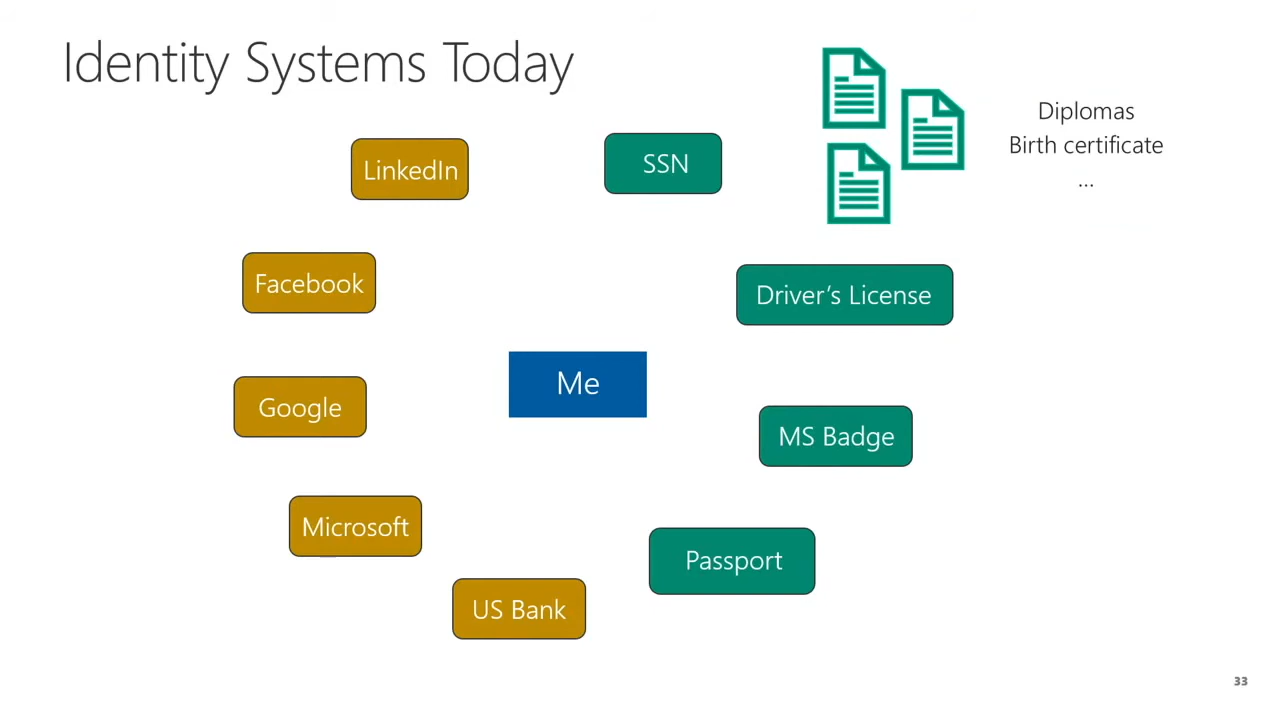 Identity Systems Today
Diplomas
Birth certificate
...
LinkedIn
SSN
Facebook
Driver’s License
Me
Google
MS Badge
Microsoft
Passport
US Bank
33